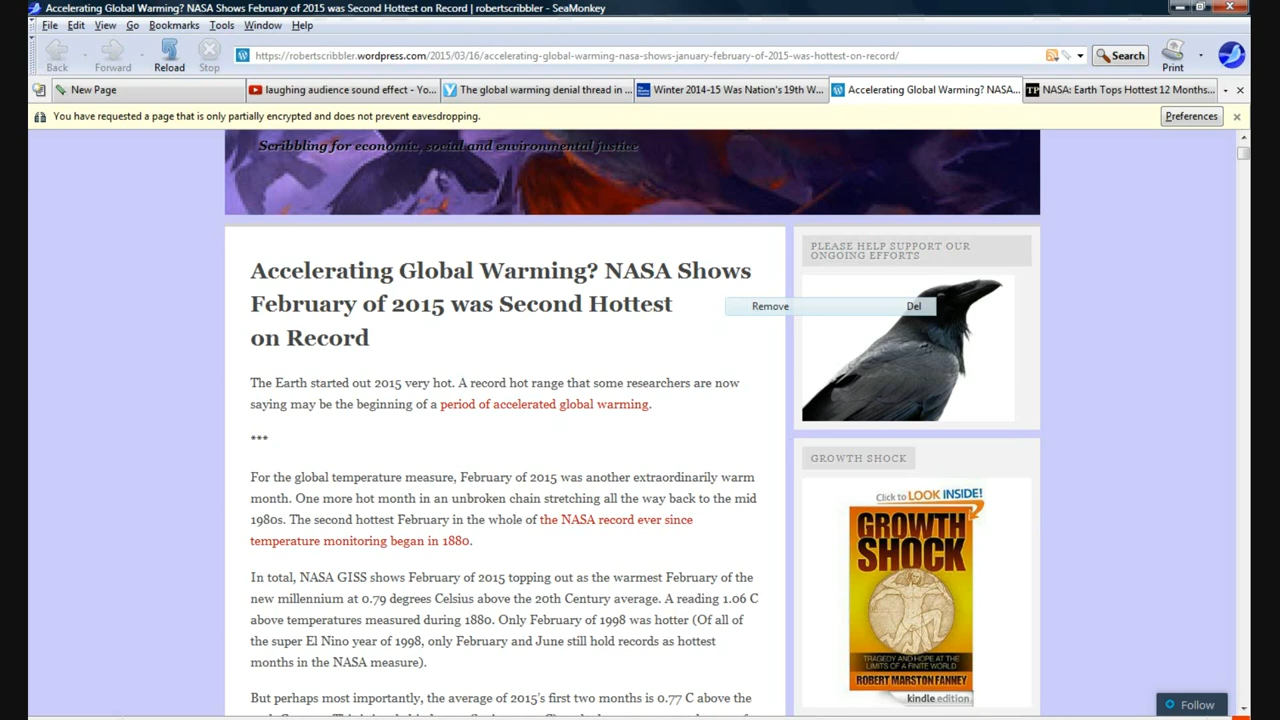 Accelerating Global Warming? NASA Shows February of 2015 was Second Hottest on Record | robertscribbler - SeaMonkey
File Edit View Go Bookmarks Tools Window Help
https://robertscribbler.wordpress.com/2015/03/16/accelerating-global-warming-nasa-shows-january-february-of-2015-was-hottest-on-record/
Search
Back Forward Reload Stop
Print
New Page
laughing audience sound effect - Yo...
The global warming denial thread in ...
Winter 2014-15 Was Nation's 19th W...
Accelerating Global Warming? NASA...
TP NASA: Earth Tops Hottest 12 Months...
You have requested a page that is only partially encrypted and does not prevent eavesdropping.
Preferences
Scribbling for economic, social and environmental justice
Accelerating Global Warming? NASA Shows
February of 2015 was Second Hottest
on Record
The Earth started out 2015 very hot. A record hot range that some researchers are now
saying may be the beginning of a period of accelerated global warming.
***
For the global temperature measure, February of 2015 was another extraordinarily warm
month. One more hot month in an unbroken chain stretching all the way back to the mid
1980s. The second hottest February in the whole of the NASA record ever since
temperature monitoring began in 1880.
In total, NASA GISS shows February of 2015 topping out as the warmest February of the
new millennium at 0.79 degrees Celsius above the 20th Century average. A reading 1.06 C
above temperatures measured during 1880. Only February of 1998 was hotter (Of all of
the super El Nino year of 1998, only February and June still hold records as hottest
months in the NASA measure).
But perhaps most importantly, the average of 2015's first two months is 0.77 C above the
PLEASE HELP SUPPORT OUR
ONGOING EFFORTS
Remove Del
GROWTH SHOCK
Click to LOOK INSIDE!
GROWTH
SHOCK
TRAGEDY AND HOPE AT THE
LIMITS OF A FINITE WORLD
ROBERT MARSTON FANNEY
kindle edition
Follow